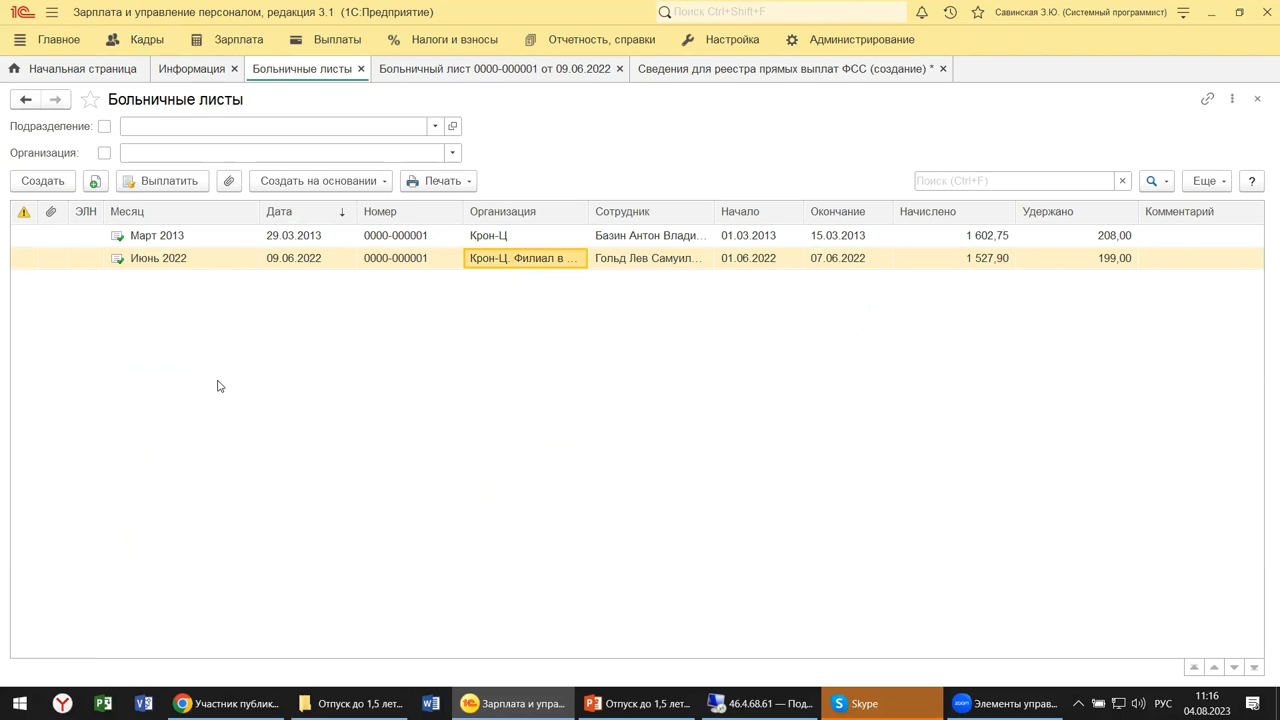 Зарплата и управление персоналом, редакция 3.1 (1С:Предприятие)
Поиск Ctrl+Shift+F
Савинская З.Ю. (Системный программист)
Главное
Кадры
Зарплата
Выплаты
Налоги и взносы
Отчетность, справки
Настройка
Администрирование
Начальная страница
Информация
Больничные листы
Больничный лист 0000-000001 от 09.06.2022
Сведения для реестра прямых выплат ФСС (создание) *
Больничные листы
Подразделение:
Организация:
Создать
Выплатить
Создать на основании
Печать
Поиск (Ctrl+F)
Еще
?
ЭЛН Месяц Дата Номер Организация Сотрудник Начало Окончание Начислено Удержано Комментарий
Март 2013 29.03.2013 0000-000001 Крон-Ц Базин Антон Влади... 01.03.2013 15.03.2013 1 602,75 208,00
Июнь 2022 09.06.2022 0000-000001 Крон-Ц. Филиал в ... Гольд Лев Самуил... 01.06.2022 07.06.2022 1 527,90 199,00
Участник публик...
Отпуск до 1,5 лет...
Зарплата и упра...
Отпуск до 1,5 лет...
46.4.68.61 — Под...
Skype
Элементы управ...
РУС
11:16
04.08.2023